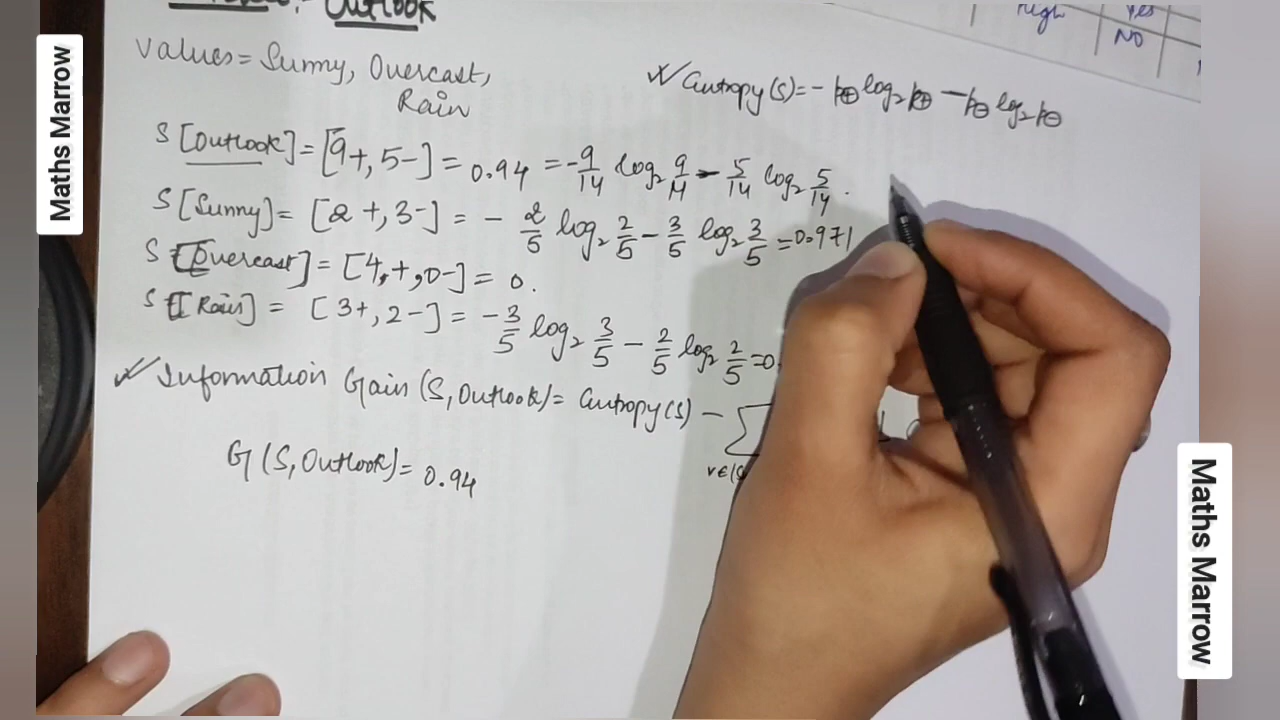 Outlook
High
Yes
NO
Values = Sunny, Overcast,
Rain
Entropy(S) = - p⊕ log₂ p⊕ - p⊖ log₂ p⊖
S [Outlook] = [9+, 5-] = 0.94 = -9/14 log₂ 9/14 - 5/14 log₂ 5/14.
S [Sunny] = [2+, 3-] = - 2/5 log₂ 2/5 - 3/5 log₂ 3/5 = 0.971
S [Overcast] = [4,+,0-] = 0.
S [Rain] = [3+, 2-] = -3/5 log₂ 3/5 - 2/5 log₂ 2/5 = 0.
Information Gain (S, Outlook) = Entropy(S) - Σ
v∈(S
G (S, Outlook) = 0.94
Maths Marrow
Maths Marrow